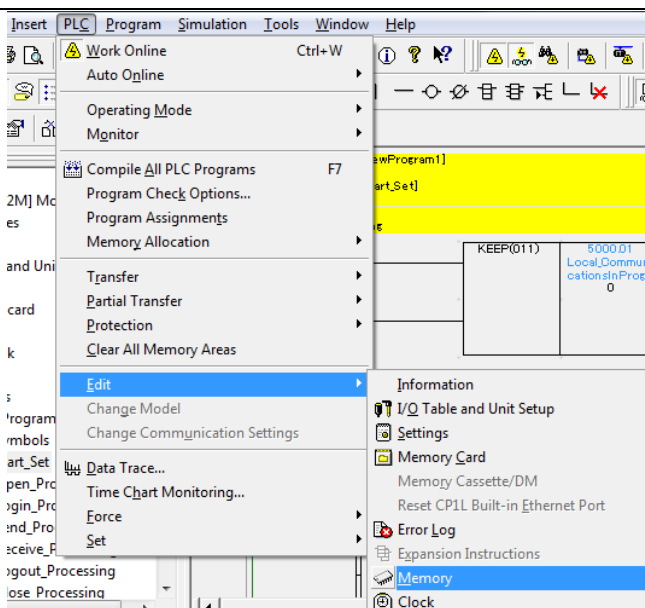 Insert PLC Program Simulation Tools Window Help
Work Online Ctrl+W
Auto Online
Operating Mode
Monitor
Compile All PLC Programs F7
Program Check Options...
Program Assignments
Memory Allocation
Transfer
Partial Transfer
Protection
Clear All Memory Areas
Edit
Change Model
Change Communication Settings
Data Trace...
Time Chart Monitoring...
Force
Set
Information
I/O Table and Unit Setup
Settings
Memory Card
Memory Cassette/DM
Reset CP1L Built-in Ethernet Port
Error Log
Expansion Instructions
Memory
Clock
ewProgram1]
art_Set]
KEEP(011)
5000.01
Local_Commu
cationsInProg
0
2M] Mo
es
and Uni
card
k
s
Program
ymbols
art_Set
pen_Pro
ogin_Pro
end_Pro
eceive_P
ogout_Processing
lose_Processing